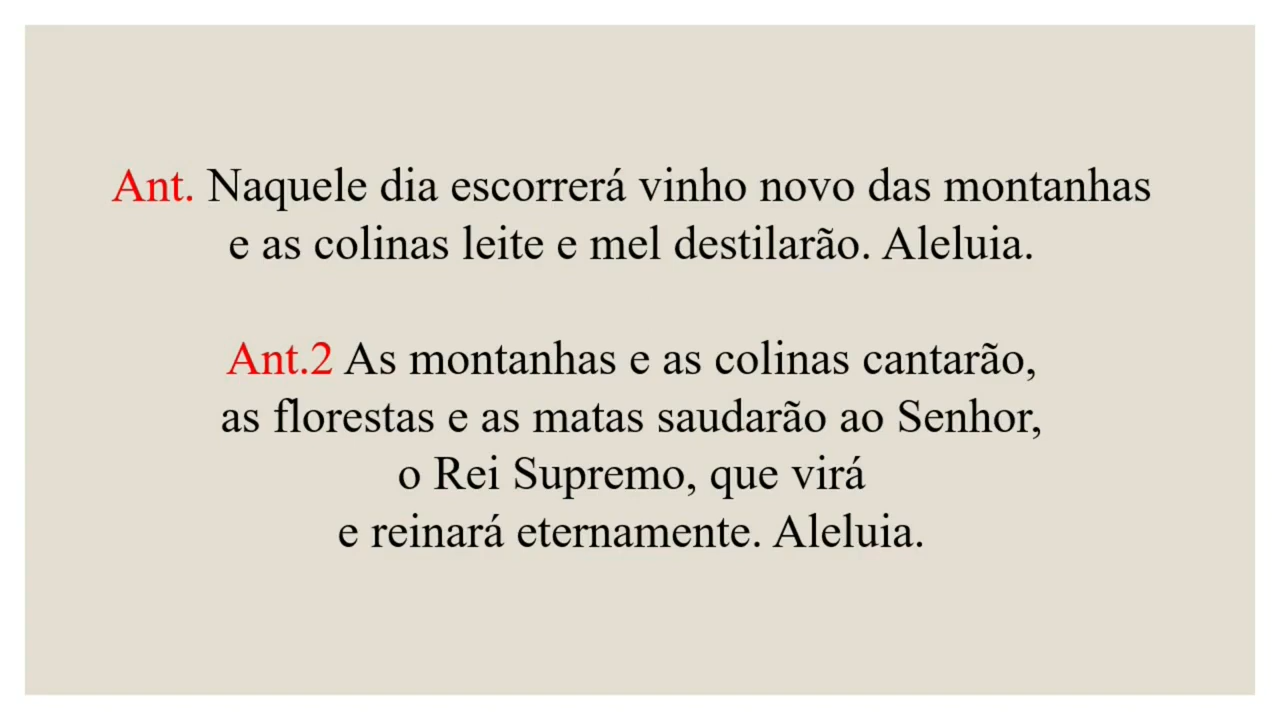 Ant. Naquele dia escorrerá vinho novo das montanhas
e as colinas leite e mel destilarão. Aleluia.
Ant.2 As montanhas e as colinas cantarão,
as florestas e as matas saudarão ao Senhor,
o Rei Supremo, que virá
e reinará eternamente. Aleluia.